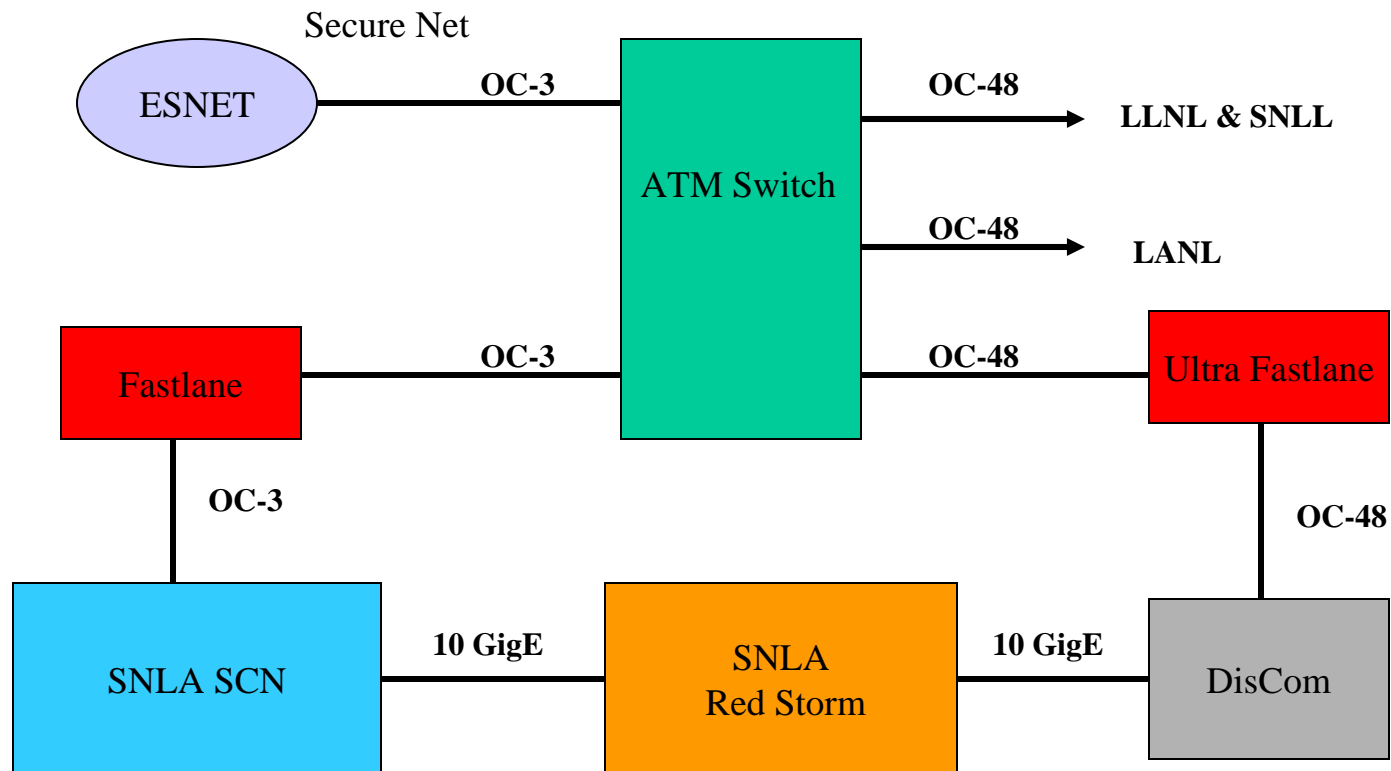 Secure Net
ESNET
OC-3
OC-48
LLNL & SNLL
ATM Switch
OC-48
LANL
Fastlane
OC-3
OC-48
Ultra Fastlane
OC-3
OC-48
SNLA SCN
10 GigE
SNLA
Red Storm
10 GigE
DisCom